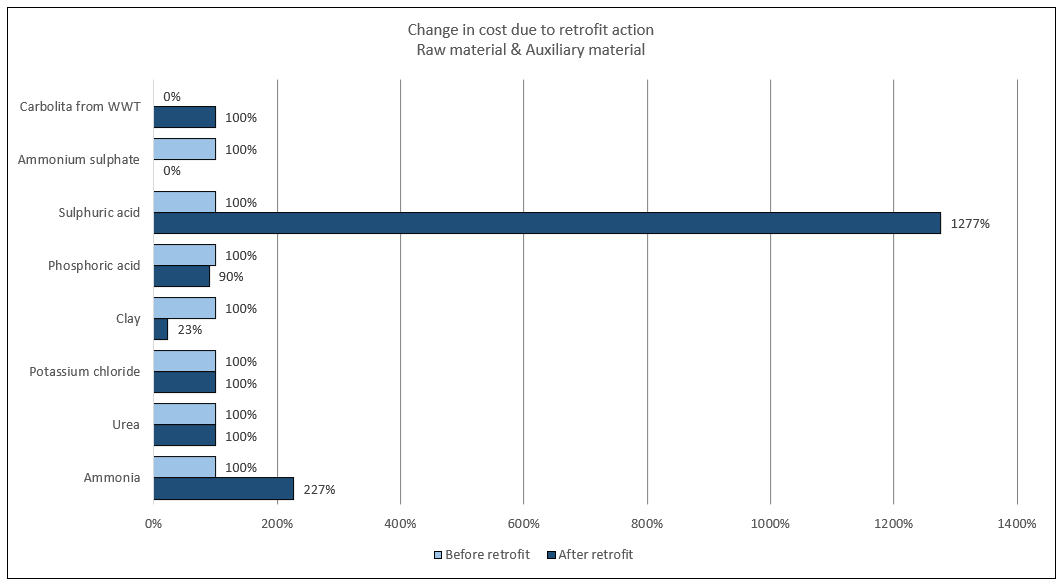 Change in cost due to retrofit action
Raw material & Auxiliary material
Carbolita from WWT
0%
100%
Ammonium sulphate
100%
0%
Sulphuric acid
100%
1277%
Phosphoric acid
100%
90%
Clay
100%
23%
Potassium chloride
100%
100%
Urea
100%
100%
Ammonia
100%
227%
0% 200% 400% 600% 800% 1000% 1200% 1400%
Before retrofit After retrofit